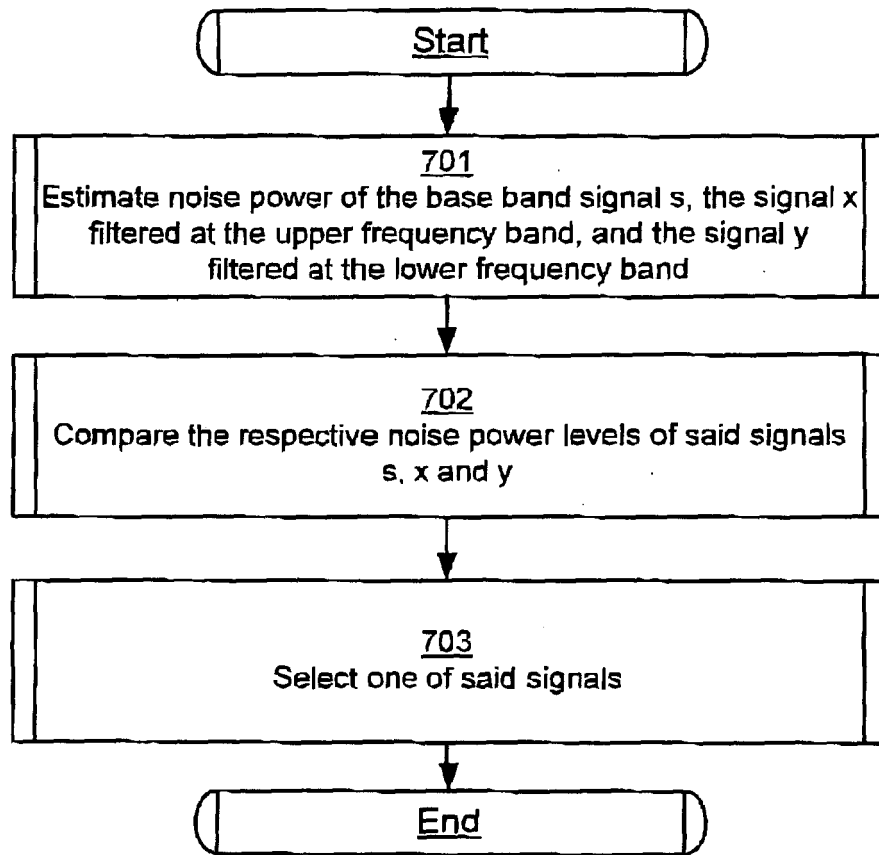 Start
701
Estimate noise power of the base band signal s, the signal x
filtered at the upper frequency band, and the signal y
filtered at the lower frequency band
702
Compare the respective noise power levels of said signals
s, x and y
703
Select one of said signals
End